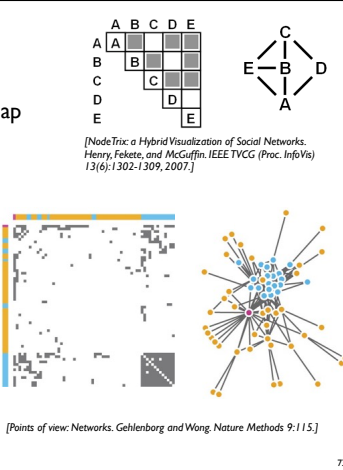 A B C D E
A A
B B
C C
D D
E E
C
E B D
A
ap
[NodeTrix: a Hybrid Visualization of Social Networks.
Henry, Fekete, and McGuffin. IEEE TVCG (Proc. InfoVis)
13(6):1302-1309, 2007.]
[Points of view: Networks. Gehlenborg and Wong. Nature Methods 9:115.]
7